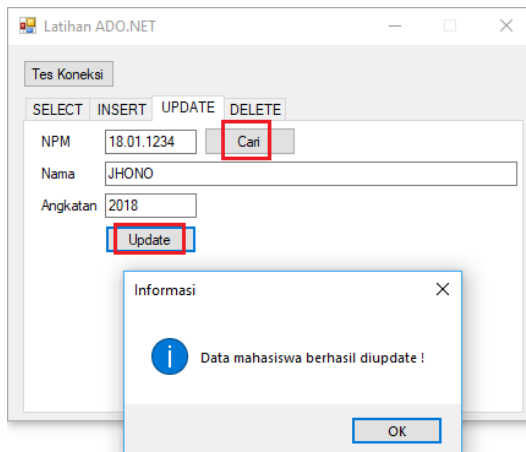 Latihan ADO.NET
Tes Koneksi
SELECT INSERT UPDATE DELETE
NPM 18.01.1234 Cari
Nama JHONO
Angkatan 2018
Update
Informasi
Data mahasiswa berhasil diupdate !
OK